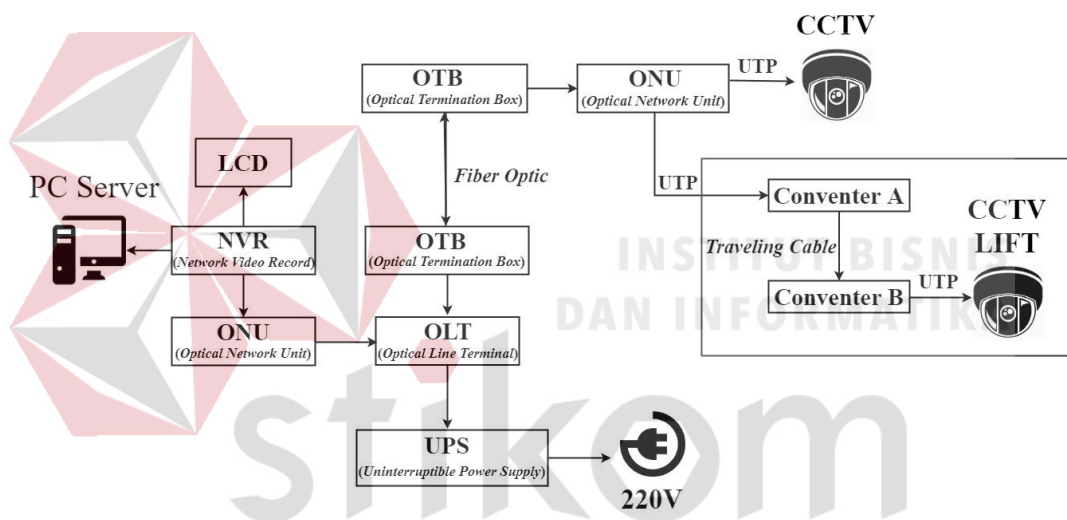 CCTV
UTP
OTB
(Optical Termination Box)
ONU
(Optical Network Unit)
LCD
Fiber Optic
PC Server
UTP
Conventer A
CCTV
LIFT
NVR
(Network Video Record)
OTB
(Optical Termination Box)
Traveling Cable
INSTITUT BISNIS
DAN INFORMATIKA
Conventer B
UTP
ONU
(Optical Network Unit)
OLT
(Optical Line Terminal)
stikom
UPS
(Uninterruptible Power Supply)
220V